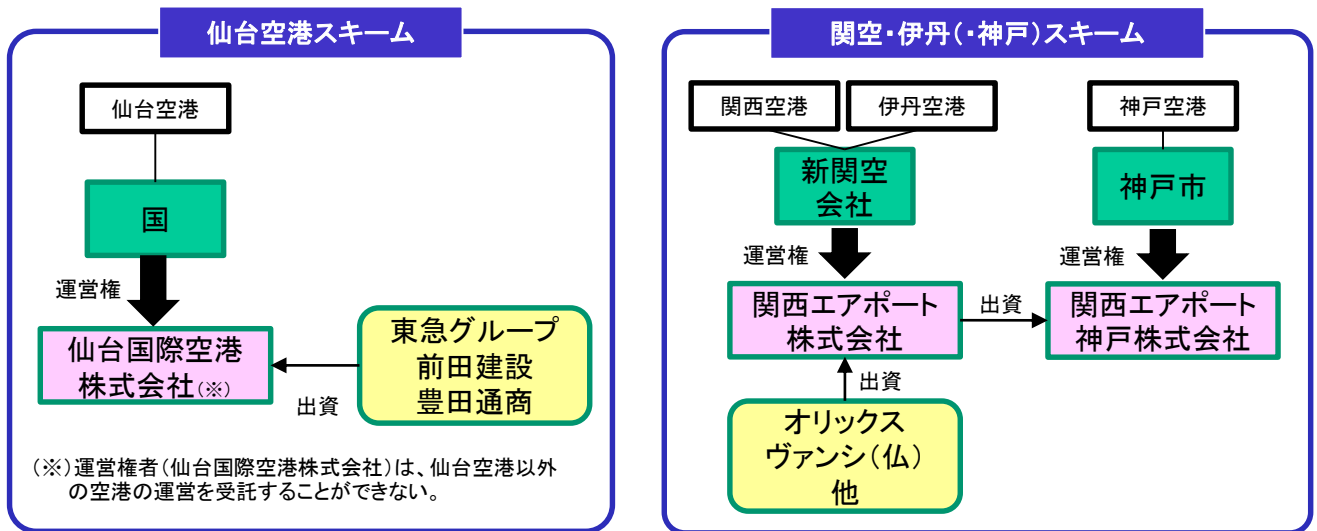 仙台空港スキーム
仙台空港
国
運営権
仙台国際空港
株式会社(※)
出資
東急グループ
前田建設
豊田通商
(※)運営権者(仙台国際空港株式会社)は、仙台空港以外
の空港の運営を受託することができない。
関空・伊丹(・神戸)スキーム
関西空港
伊丹空港
神戸空港
新関空
会社
神戸市
運営権
運営権
関西エアポート
株式会社
出資
関西エアポート
神戸株式会社
出資
オリックス
ヴァンシ(仏)
他